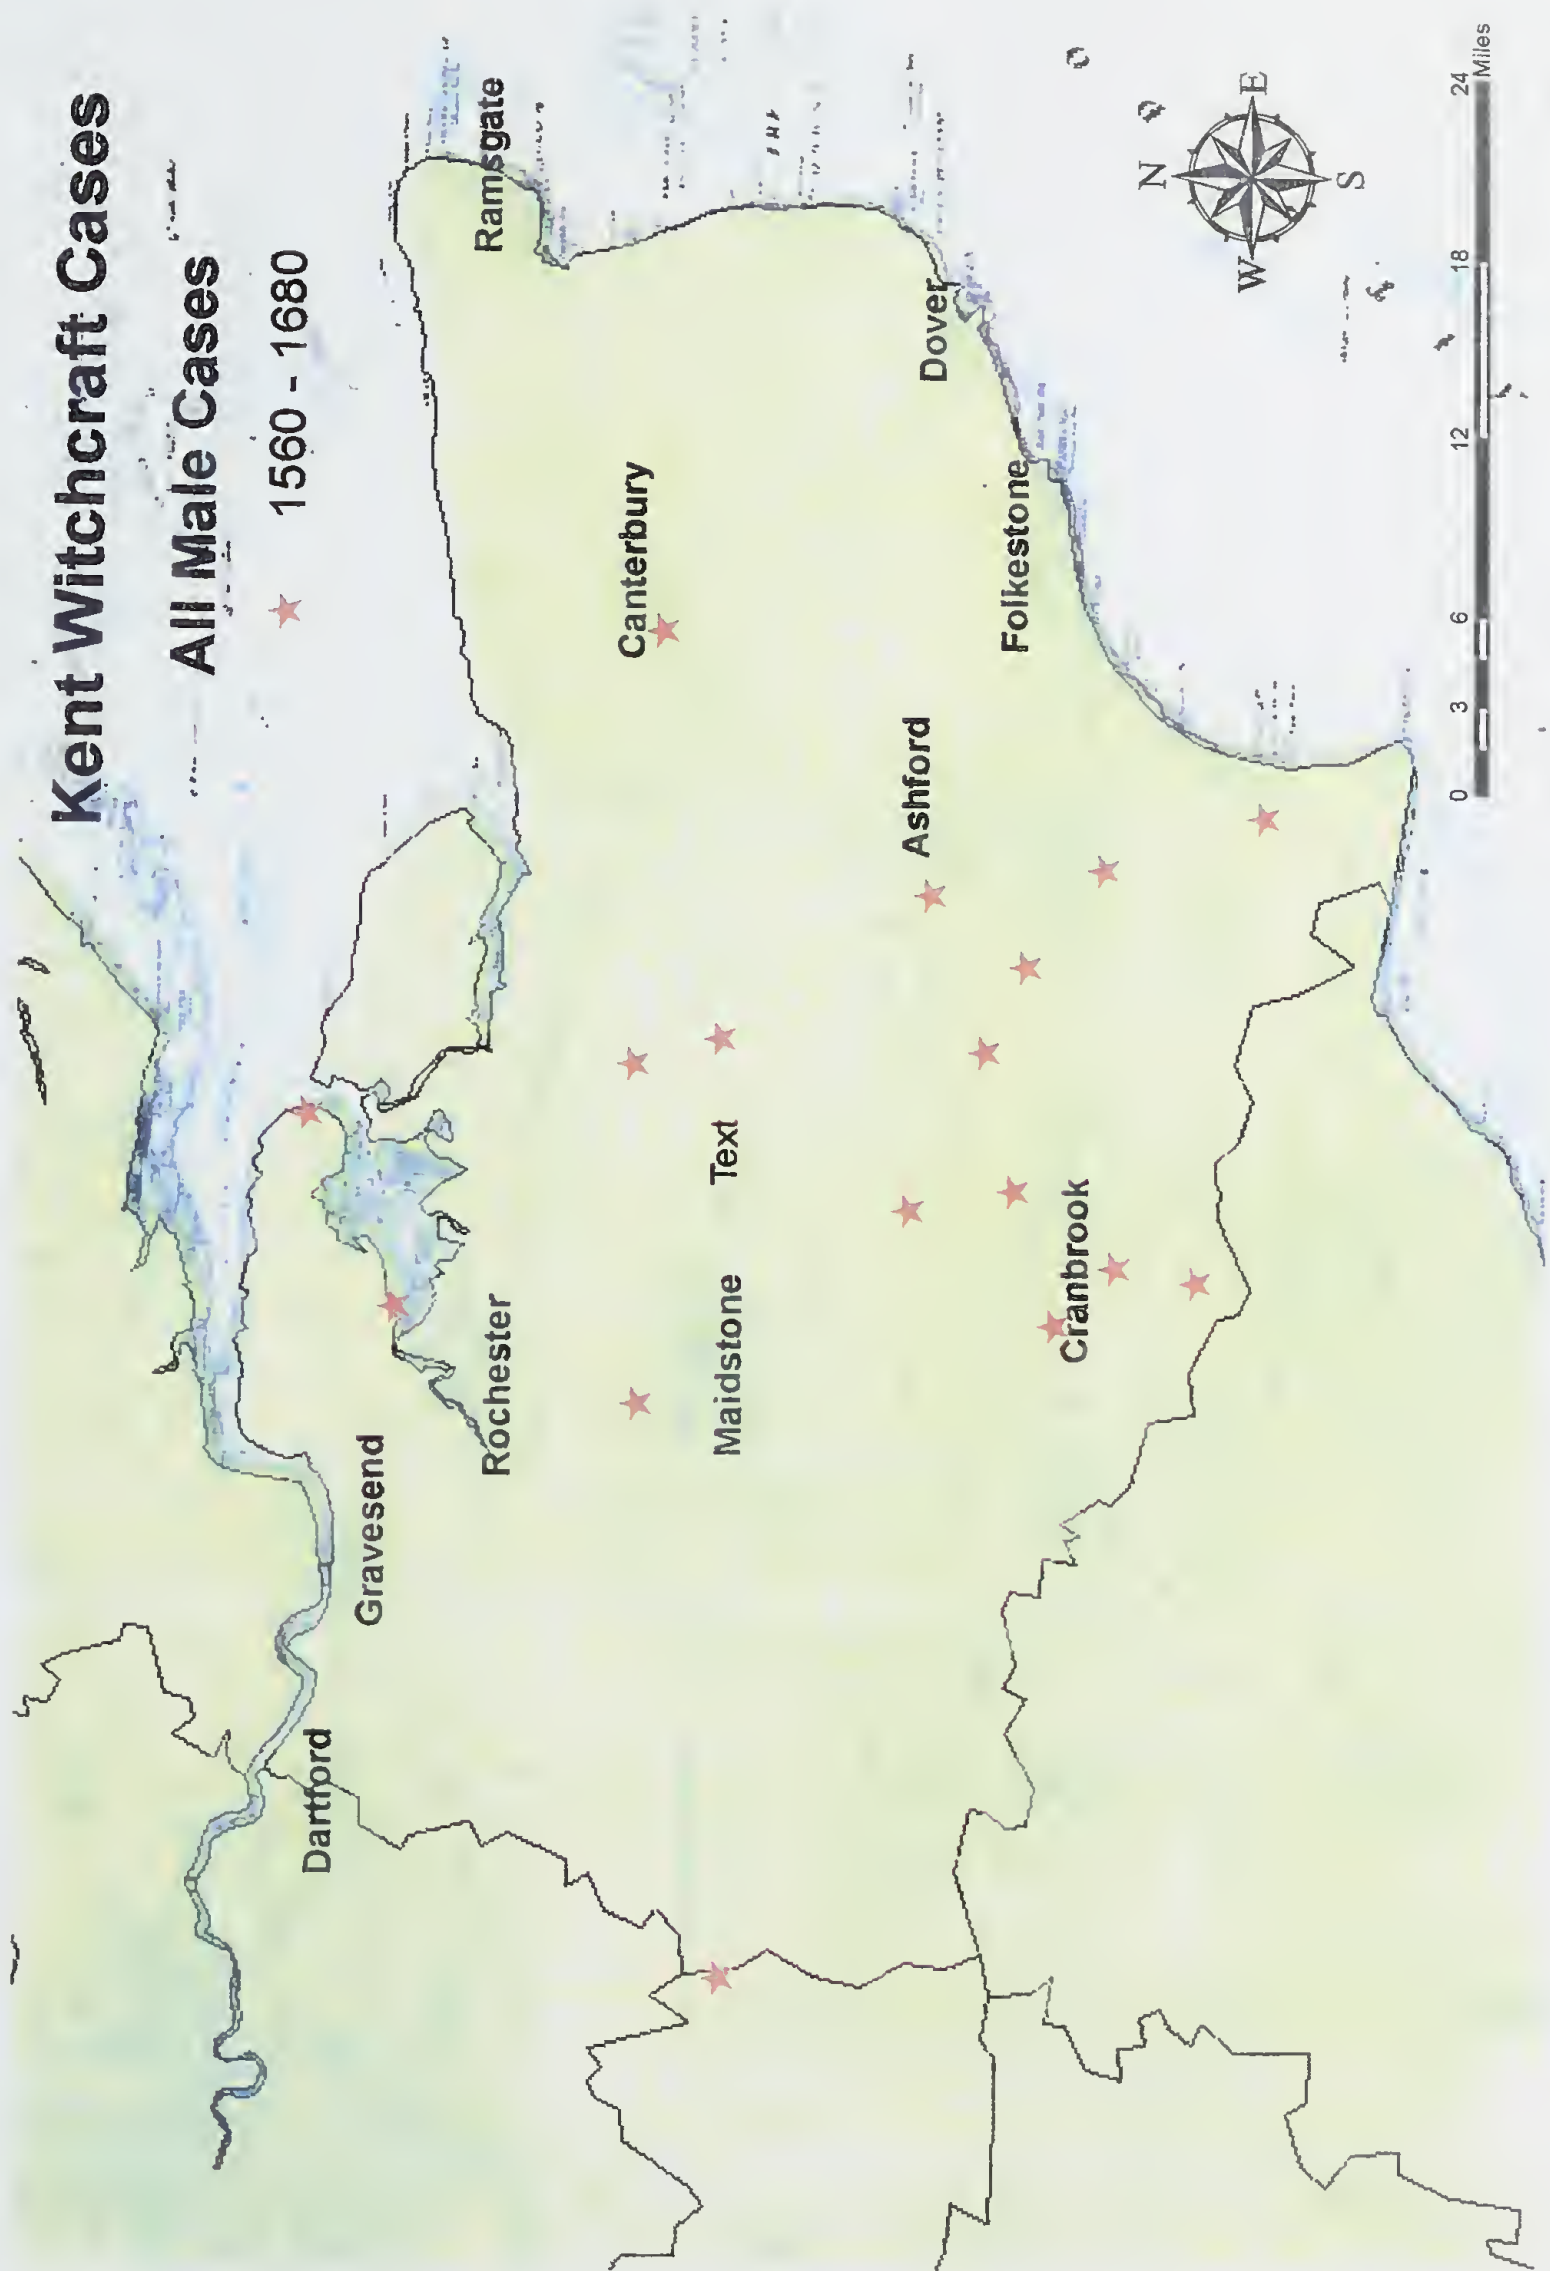 Kent Witchcraft Cases
All Male Cases
1560 - 1680
Ramsgate
Dartford
Gravesend
Rochester
Canterbury
Maidstone
Text
Ashford
Dover
Folkestone
Cranbrook
N
W
E
S
0 3 6 12 18 24
Miles